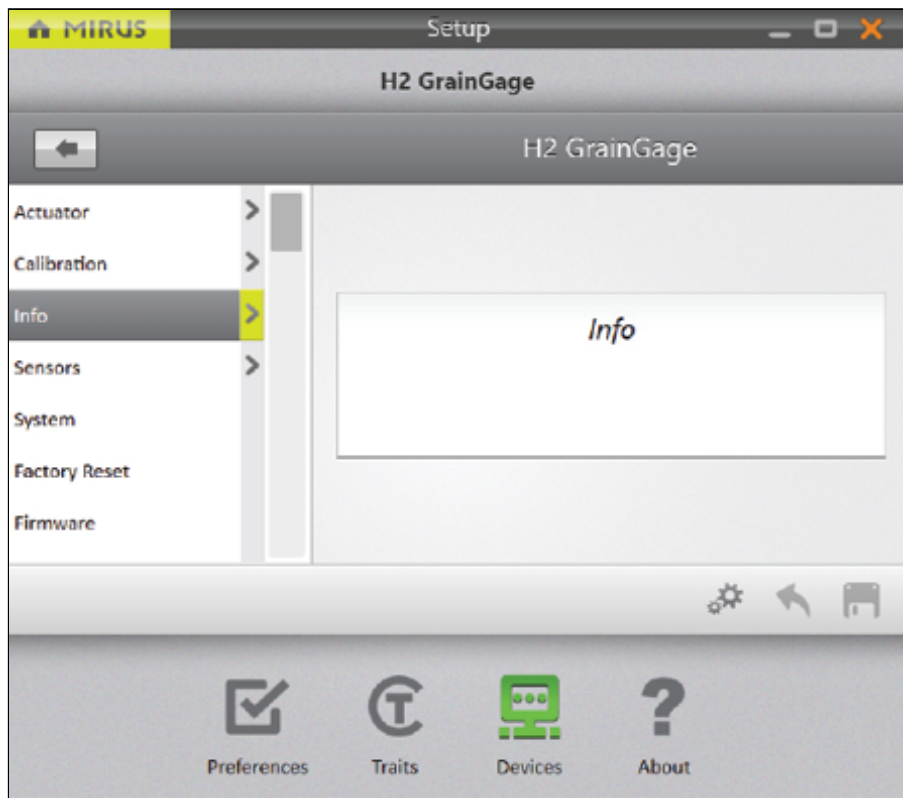 MIRUS Setup
H2 GrainGage
H2 GrainGage
Actuator
Calibration
Info
Sensors
System
Factory Reset
Firmware
Info
Preferences Traits Devices About